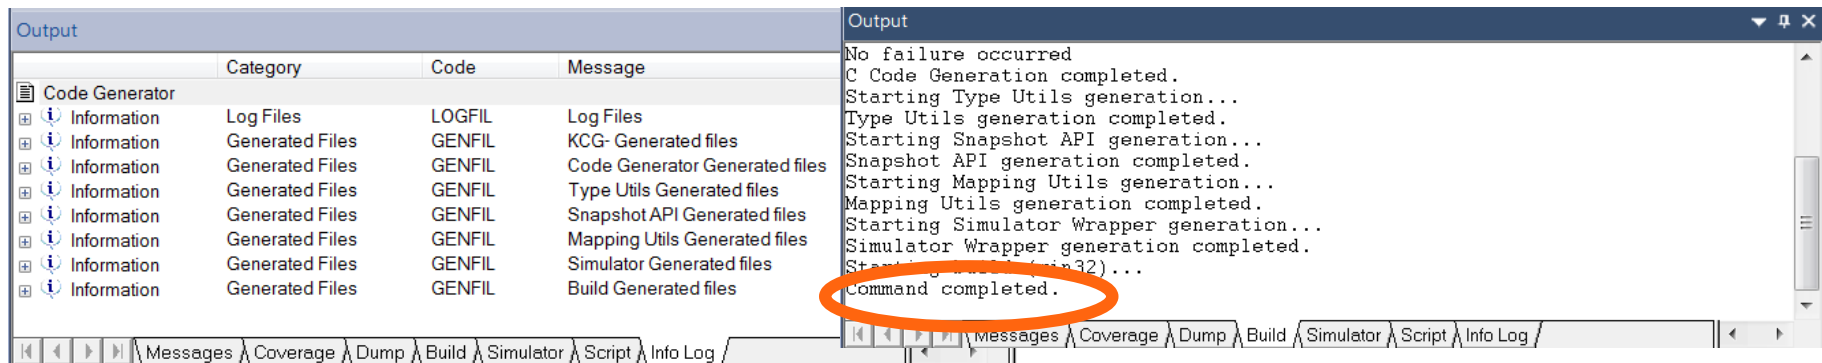 Output
Category Code Message
Code Generator
Information Log Files LOGFIL Log Files
Information Generated Files GENFIL KCG- Generated files
Information Generated Files GENFIL Code Generator Generated files
Information Generated Files GENFIL Type Utils Generated files
Information Generated Files GENFIL Snapshot API Generated files
Information Generated Files GENFIL Mapping Utils Generated files
Information Generated Files GENFIL Simulator Generated files
Information Generated Files GENFIL Build Generated files
Messages Coverage Dump Build Simulator Script Info Log
Output
No failure occurred
C Code Generation completed.
Starting Type Utils generation...
Type Utils generation completed.
Starting Snapshot API generation...
Snapshot API generation completed.
Starting Mapping Utils generation...
Mapping Utils generation completed.
Starting Simulator Wrapper generation...
Simulator Wrapper generation completed.
Starting (win32)...
Command completed.
Messages Coverage Dump Build Simulator Script Info Log